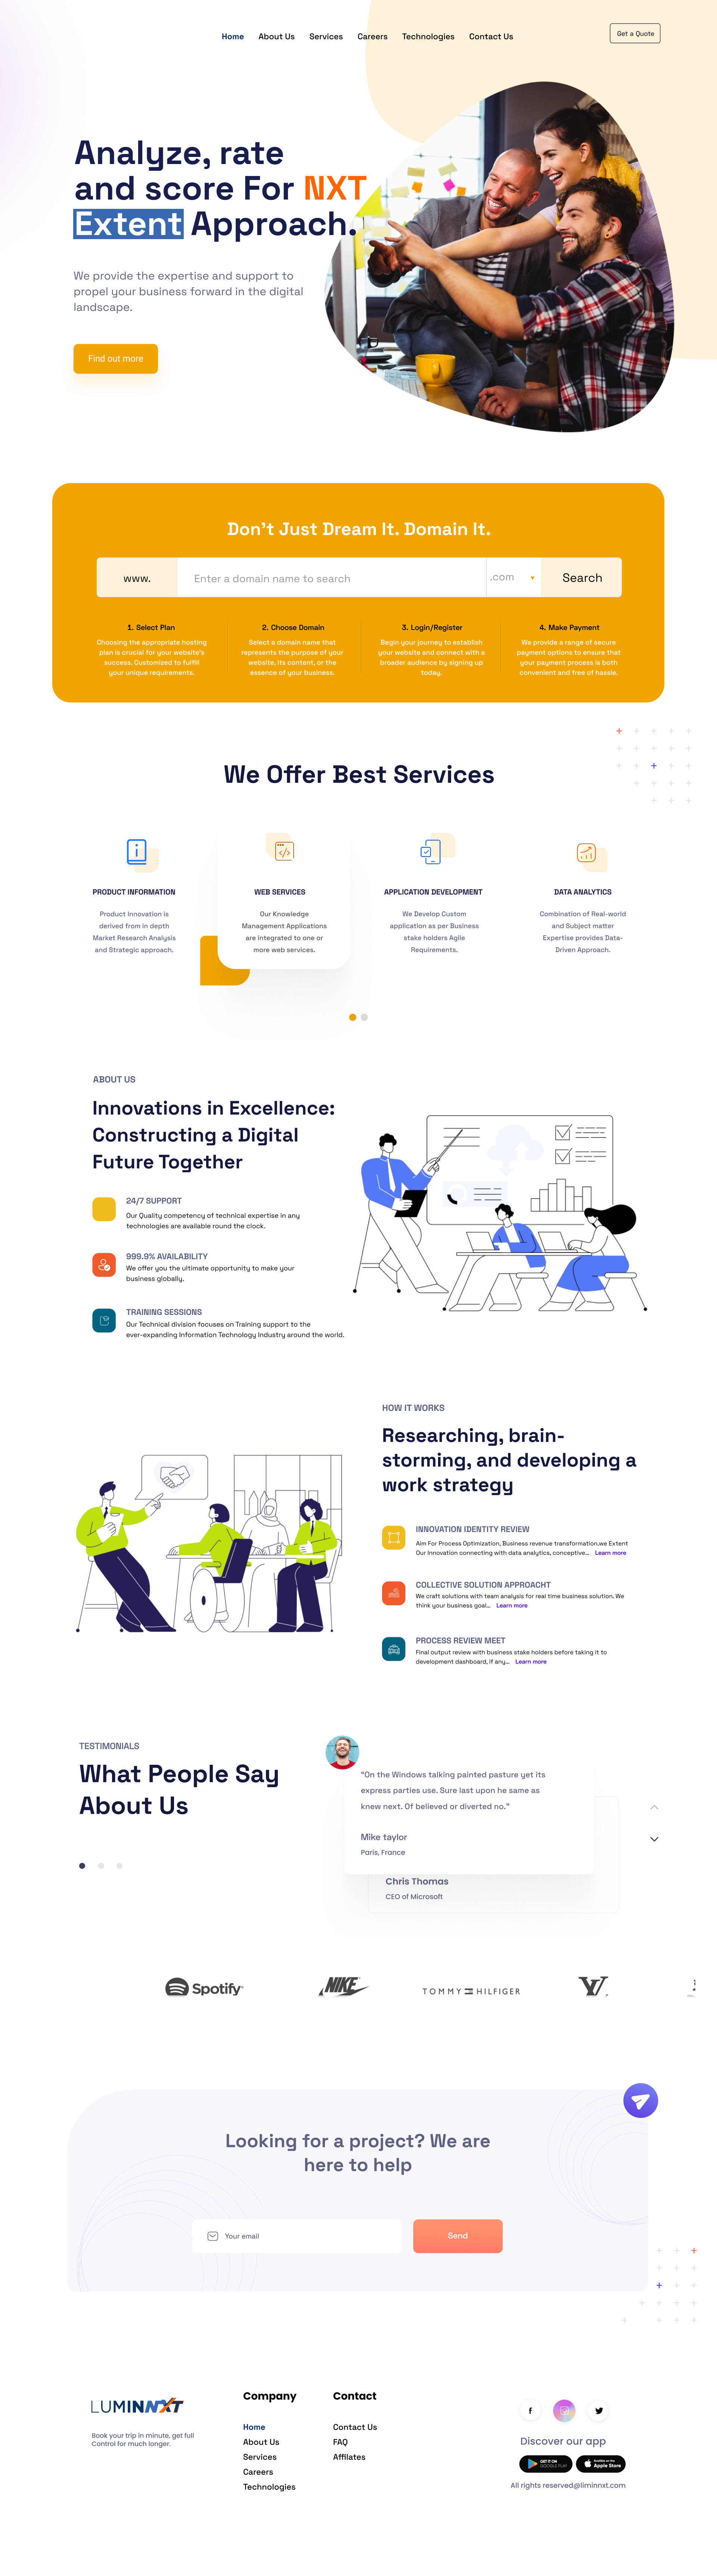 Home About Us Services Careers Technologies Contact Us
Get a Quote
Analyze, rate
and score For NXT
Extent Approach.
We provide the expertise and support to
propel your business forward in the digital
landscape.
Find out more
Don't Just Dream It. Domain It.
www.
Enter a domain name to search
.com
Search
1. Select Plan
Choosing the appropriate hosting
plan is crucial for your website's
success. Customized to fullfill
your unique requirements.
2. Choose Domain
Select a domain name that
represents the purpose of your
website, its content, or the
essence of your business.
3. Login/Register
Begin your journey to establish
your website and connect with a
broader audience by signing up
today.
4. Make Payment
We provide a range of secure
payment options to ensure that
your payment process is both
convenient and free of hassle.
We Offer Best Services
PRODUCT INFORMATION
Product Innovation is
derived from in depth
Market Research Analysis
and Strategic approach.
WEB SERVICES
Our Knowledge
Management Applications
are integrated to one or
more web services.
APPLICATION DEVELOPMENT
We Develop Custom
application as per Business
stake holders Agile
Requirements.
DATA ANALYTICS
Combination of Real-world
and Subject matter
Expertise provides Data-
Driven Approach.
ABOUT US
Innovations in Excellence:
Constructing a Digital
Future Together
24/7 SUPPORT
Our Quality competency of technical expertise in any
technologies are available round the clock.
999.9% AVAILABILITY
We offer you the ultimate opportunity to make your
business globally.
TRAINING SESSIONS
Our Technical division focuses on Training support to the
ever-expanding Information Technology Industry around the world.
HOW IT WORKS
Researching, brain-
storming, and developing a
work strategy
INNOVATION IDENTITY REVIEW
Aim For Process Optimization, Business revenue transformation.we Extent
Our Innovation connecting with data analytics, conceptive... Learn more
COLLECTIVE SOLUTION APPROACHT
We craft solutions with team analysis for real time business solution. We
think your business goal... Learn more
PROCESS REVIEW MEET
Final output review with business stake holders before taking it to
development dashboard, if any... Learn more
TESTIMONIALS
What People Say
About Us
"On the Windows talking painted pasture yet its
express parties use. Sure last upon he same as
knew next. Of believed or diverted no."
Mike taylor
Paris, France
Chris Thomas
CEO of Microsoft
Spotify
NIKE
TOMMY HILFIGER
LV
Looking for a project? We are
here to help
Your email
Send
LUMINNXT
Book your trip in minute, get full
Control for much longer.
Company
Home
About Us
Services
Careers
Technologies
Contact
Contact Us
FAQ
Affilates
Discover our app
GET IT ON
GOOGLE PLAY
Available on the
Apple Store
All rights reserved@liminnxt.com